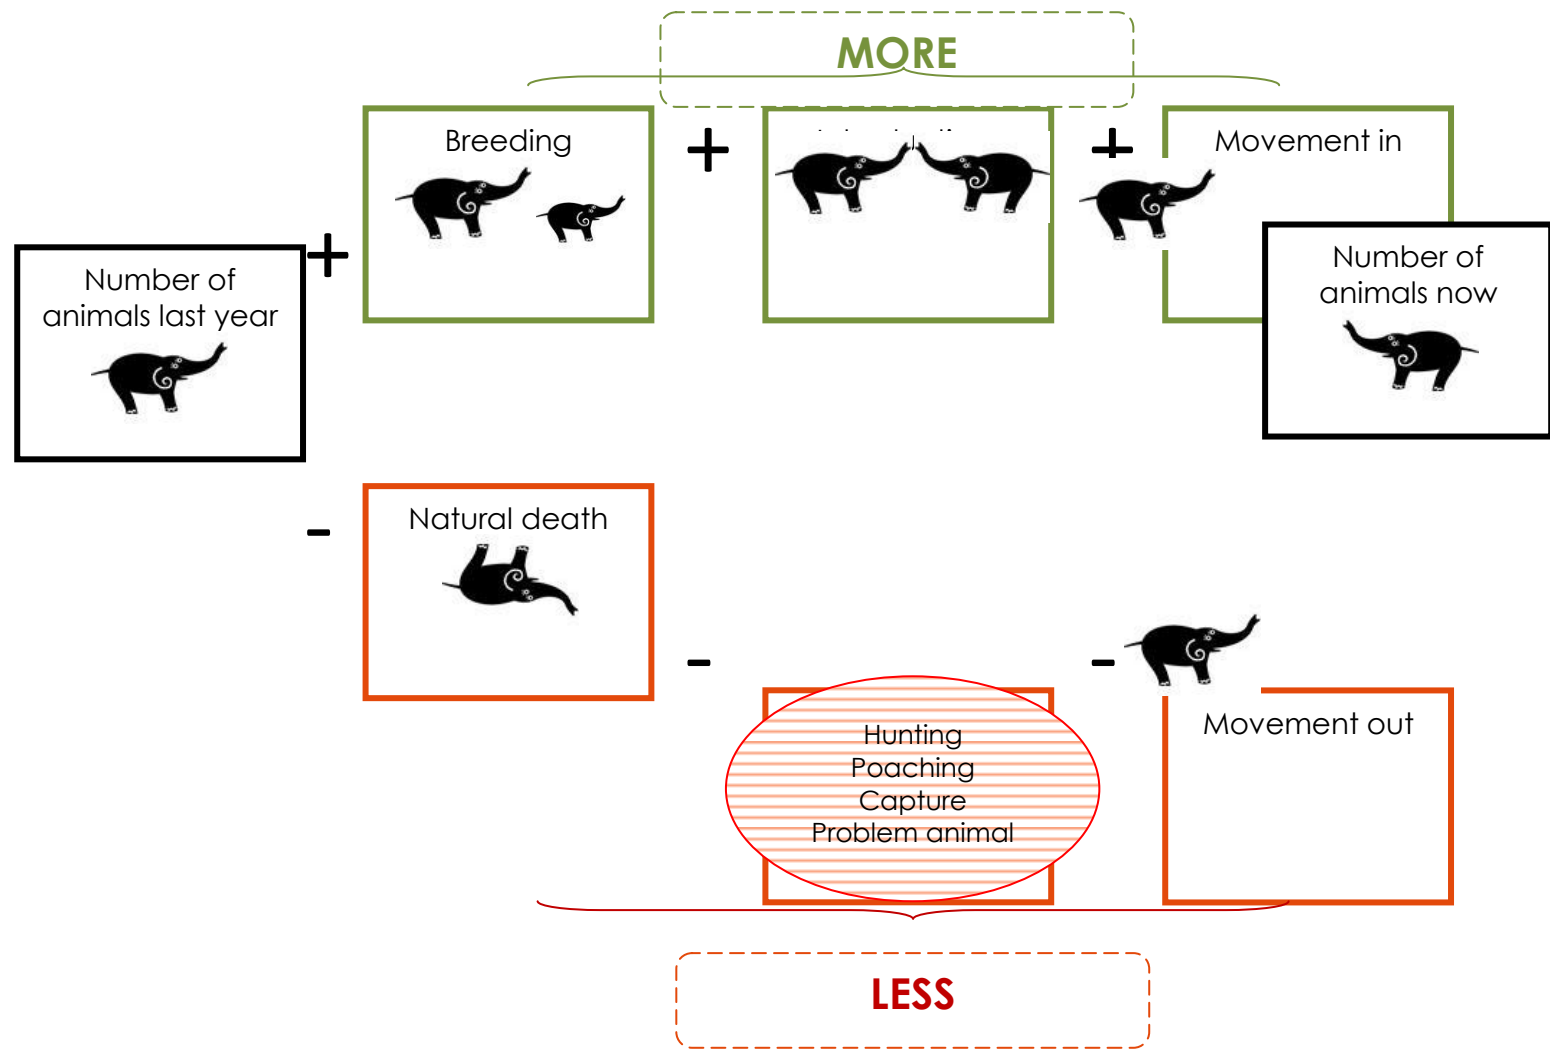 MORE
Breeding
+
+
Movement in
+
Number of
animals last year
Number of
animals now
-
Natural death
-
-
Hunting
Poaching
Capture
Problem animal
Movement out
LESS